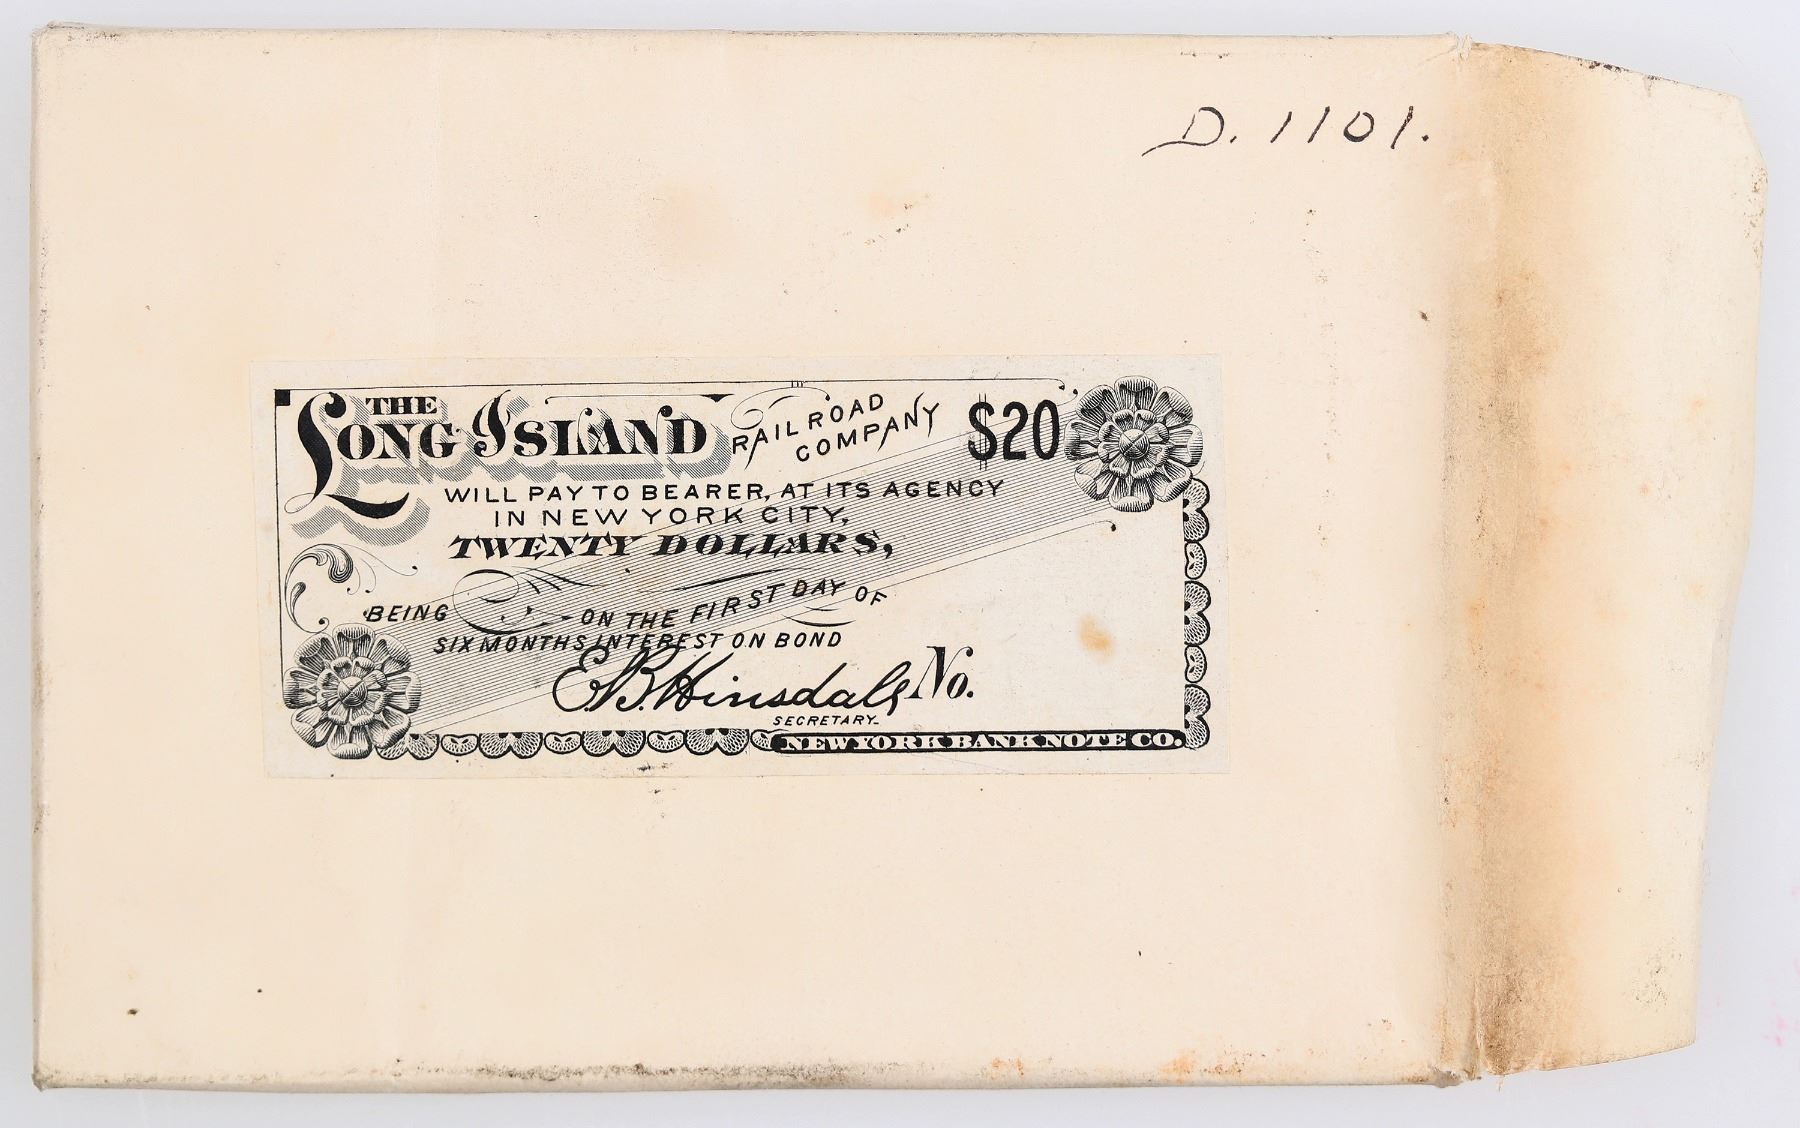 D. 1101.
THE
LONG ISLAND RAILROAD COMPANY $20
WILL PAY TO BEARER, AT ITS AGENCY
IN NEW YORK CITY,
TWENTY DOLLARS,
BEING ON THE FIRST DAY OF
SIX MONTHS INTEREST ON BOND
E.B. Hinsdale No.
SECRETARY.
NEW YORK BANK NOTE CO.